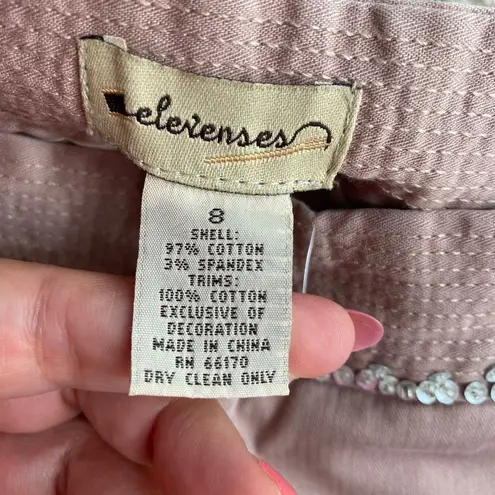 elevenses
8
SHELL:
97% COTTON
3% SPANDEX
TRIMS:
100% COTTON
EXCLUSIVE OF
DECORATION
MADE IN CHINA
RN 66170
DRY CLEAN ONLY